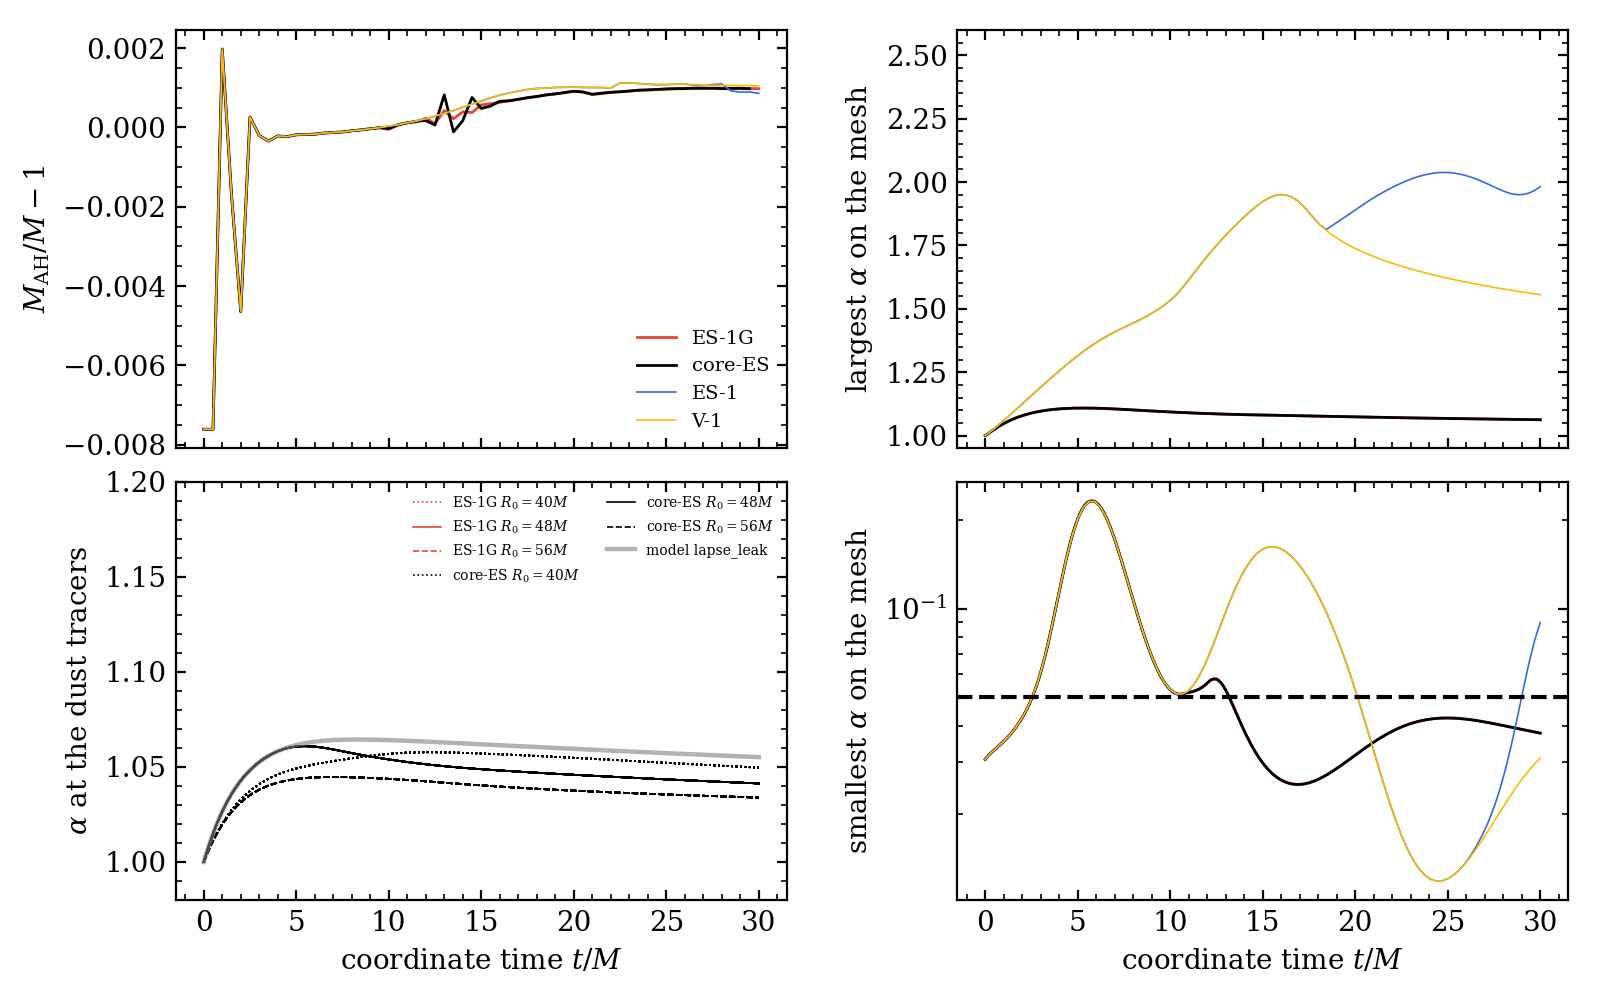 0.002
0.000
−0.002
−0.004
−0.006
−0.008
M_AH/M − 1
ES-1G
core-ES
ES-1
V-1
2.50
2.25
2.00
1.75
1.50
1.25
1.00
largest α on the mesh
1.20
1.15
1.10
1.05
1.00
α at the dust tracers
ES-1G R₀ = 40M
ES-1G R₀ = 48M
ES-1G R₀ = 56M
core-ES R₀ = 40M
core-ES R₀ = 48M
core-ES R₀ = 56M
model lapse_leak
0 5 10 15 20 25 30
coordinate time t/M
10⁻¹
smallest α on the mesh
0 5 10 15 20 25 30
coordinate time t/M